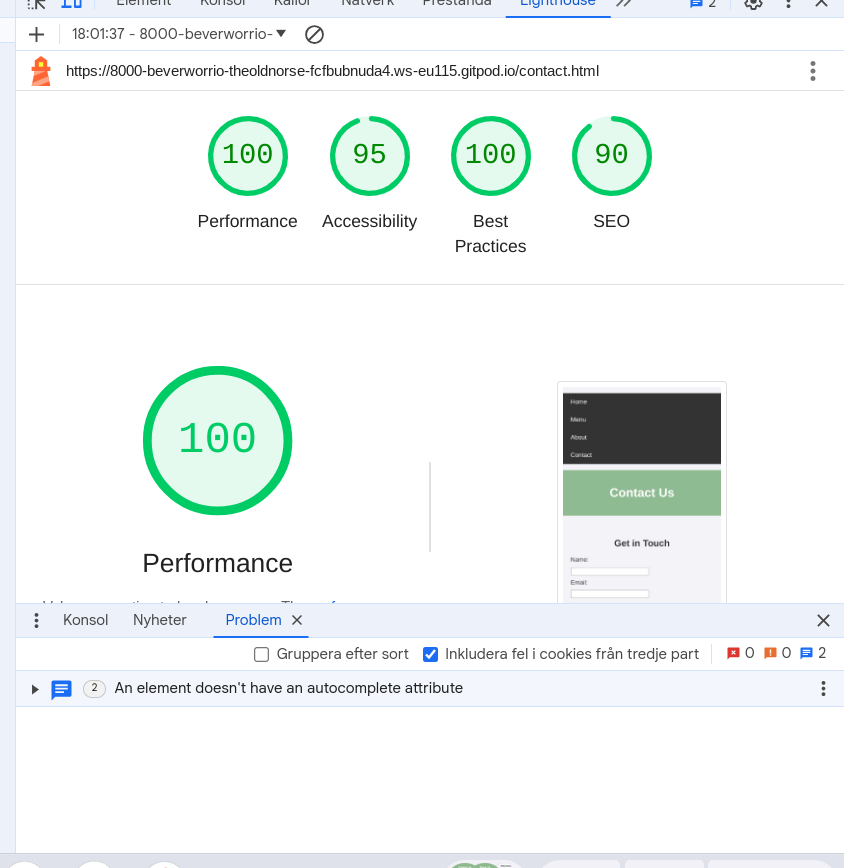 Element Konsol Källor Nätverk Prestanda Lighthouse 2
18:01:37 - 8000-beverworrio-
https://8000-beverworrio-theoldnorse-fcfbubnuda4.ws-eu115.gitpod.io/contact.html
100 95 100 90
Performance Accessibility Best Practices SEO
100
Performance
Home
Menu
About
Contact
Contact Us
Get in Touch
Name:
Email:
Konsol Nyheter Problem
Gruppera efter sort Inkludera fel i cookies från tredje part 0 0 2
2 An element doesn't have an autocomplete attribute